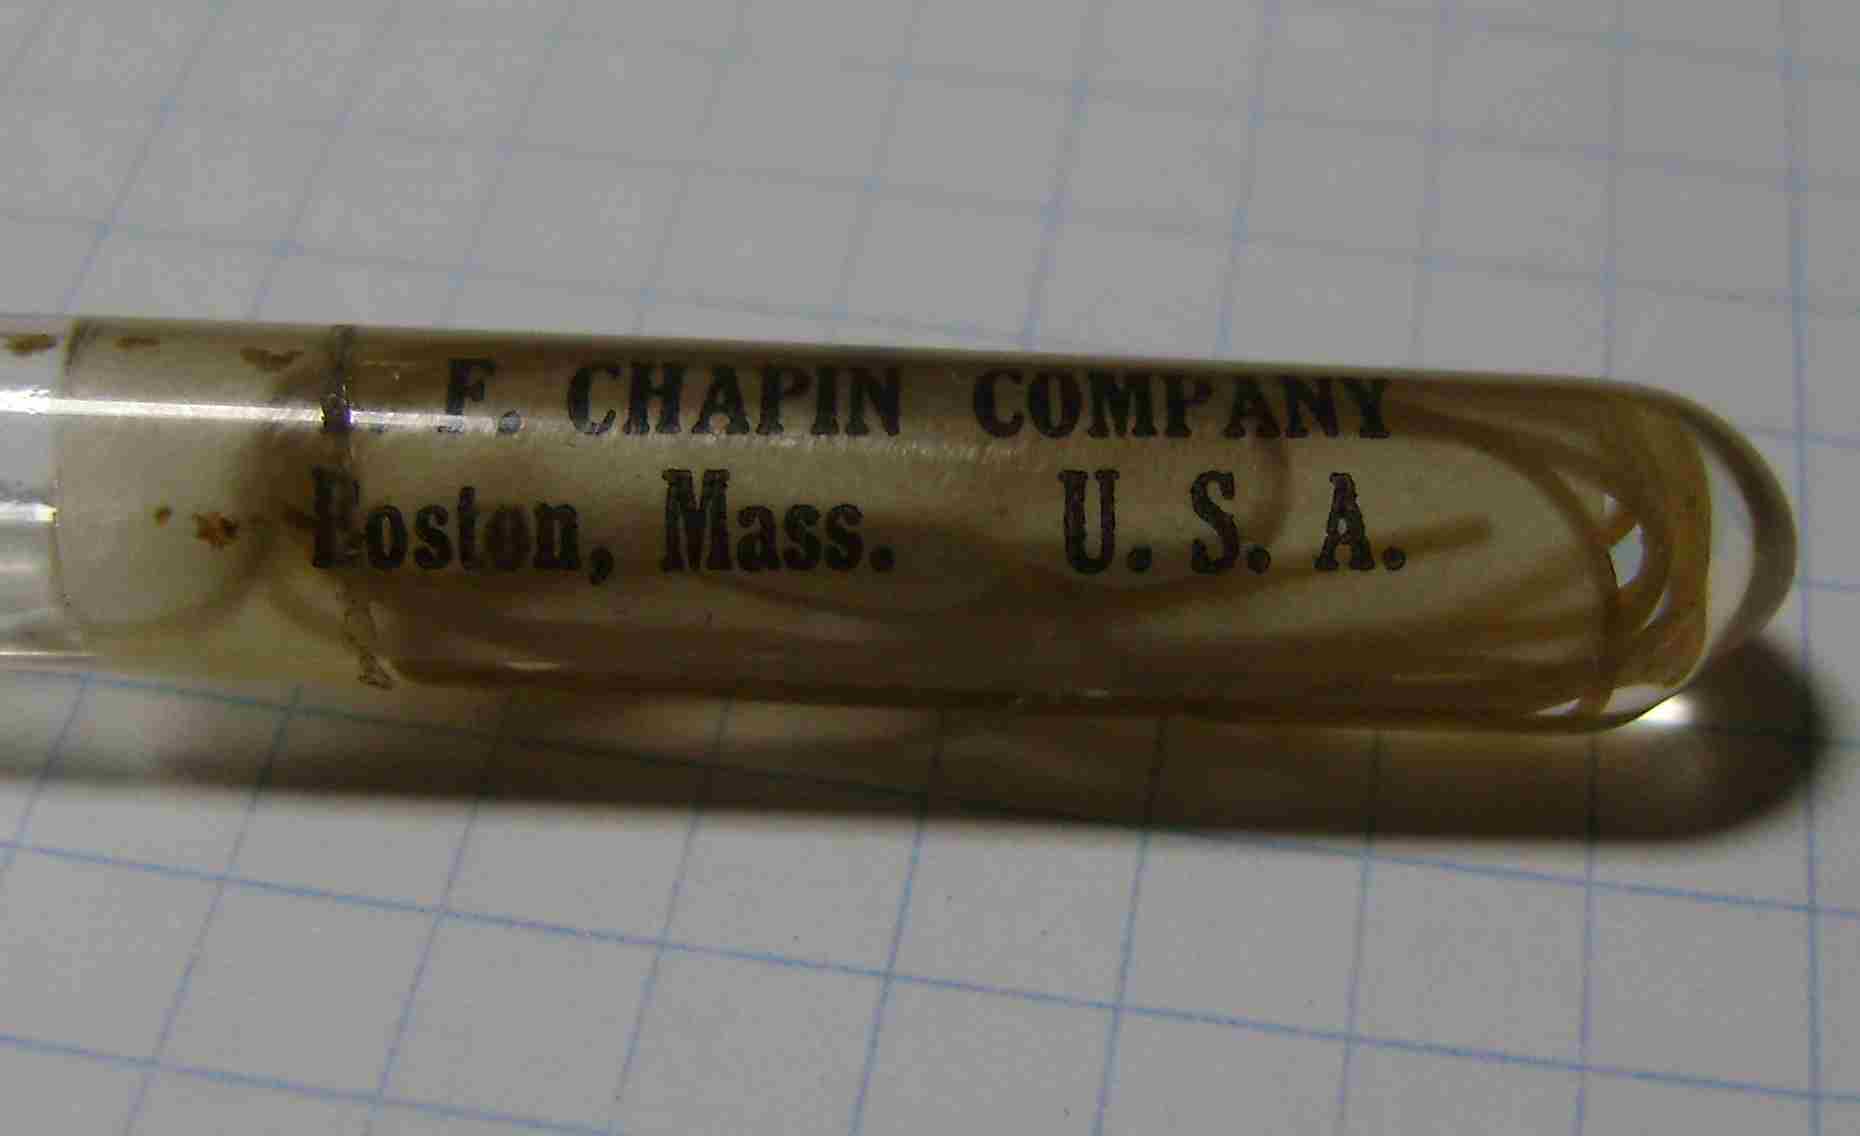 F. CHAPIN COMPANY
Boston, Mass. U. S. A.